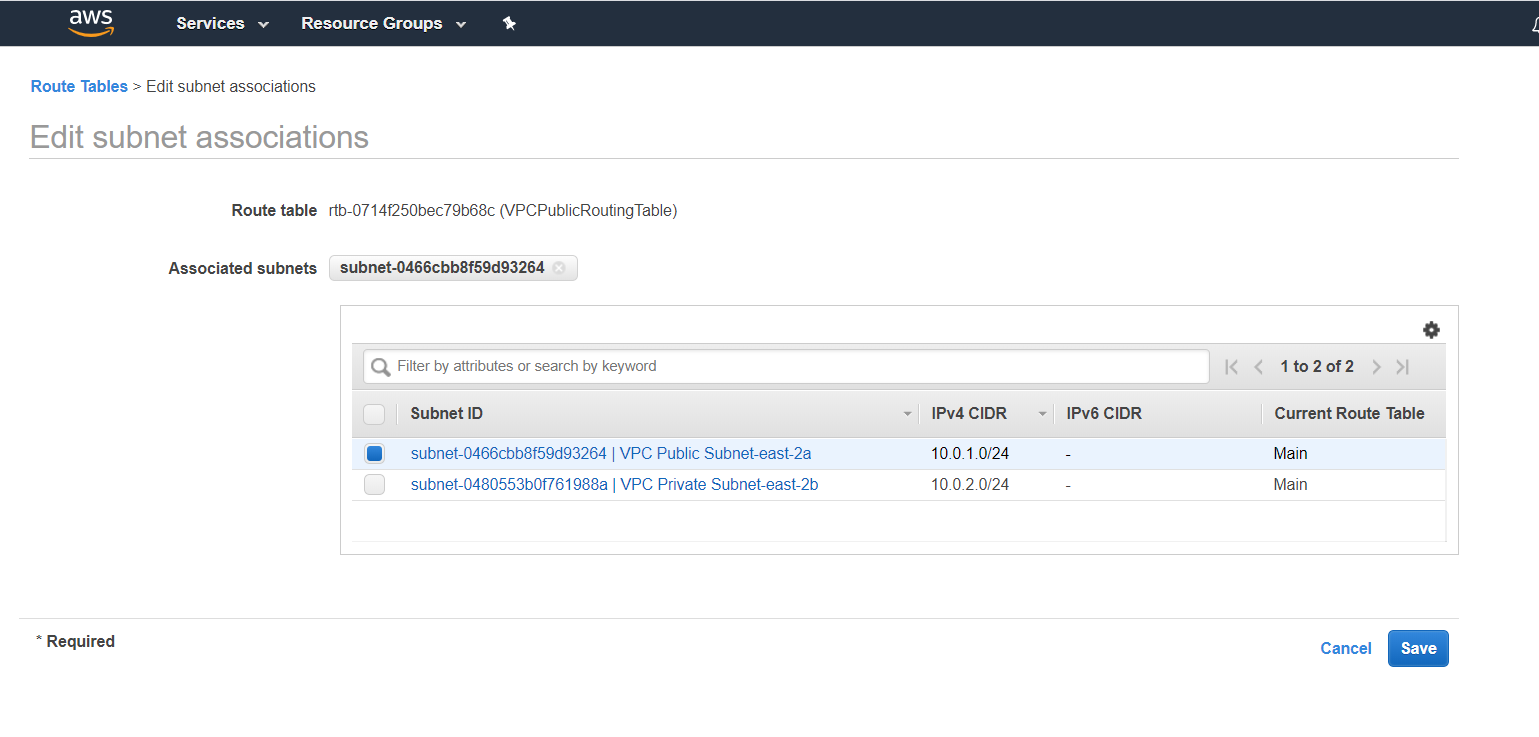 aws Services Resource Groups
Route Tables > Edit subnet associations
Edit subnet associations
Route table rtb-0714f250bec79b68c (VPCPublicRoutingTable)
Associated subnets subnet-0466cbb8f59d93264
Filter by attributes or search by keyword 1 to 2 of 2
Subnet ID IPv4 CIDR IPv6 CIDR Current Route Table
subnet-0466cbb8f59d93264 | VPC Public Subnet-east-2a 10.0.1.0/24 - Main
subnet-0480553b0f761988a | VPC Private Subnet-east-2b 10.0.2.0/24 - Main
* Required
Cancel Save